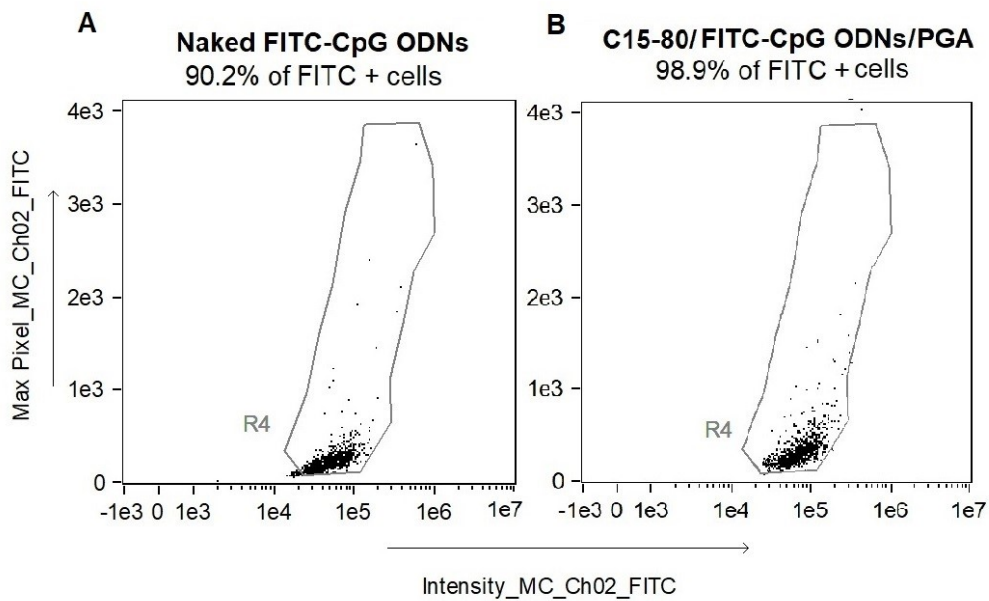 A
Naked FITC-CpG ODNs
90.2% of FITC + cells
Max Pixel_MC_Ch02_FITC
4e3
3e3
2e3
1e3
0
R4
-1e3 0 1e3 1e4 1e5 1e6 1e7
B
C15-80/FITC-CpG ODNs/PGA
98.9% of FITC + cells
4e3
3e3
2e3
1e3
0
R4
-1e3 0 1e3 1e4 1e5 1e6 1e7
Intensity_MC_Ch02_FITC